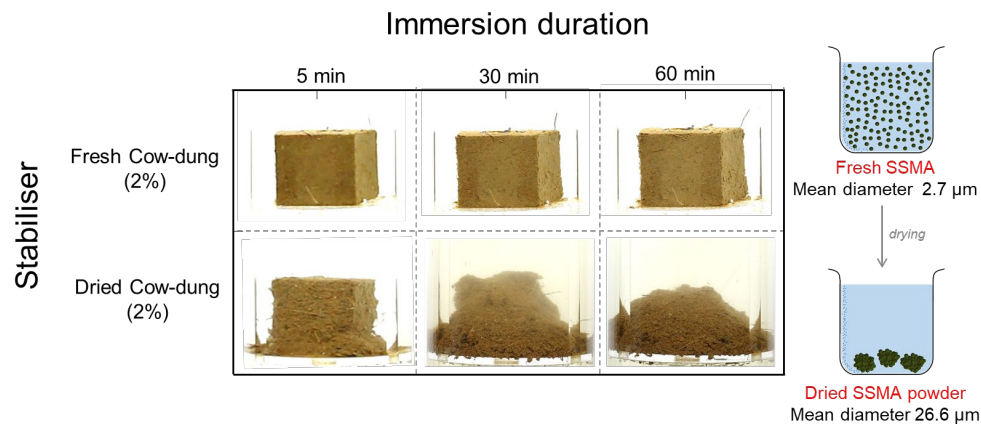 Immersion duration
5 min
30 min
60 min
Stabiliser
Fresh Cow-dung
(2%)
Dried Cow-dung
(2%)
Fresh SSMA
Mean diameter 2.7 µm
drying
Dried SSMA powder
Mean diameter 26.6 µm